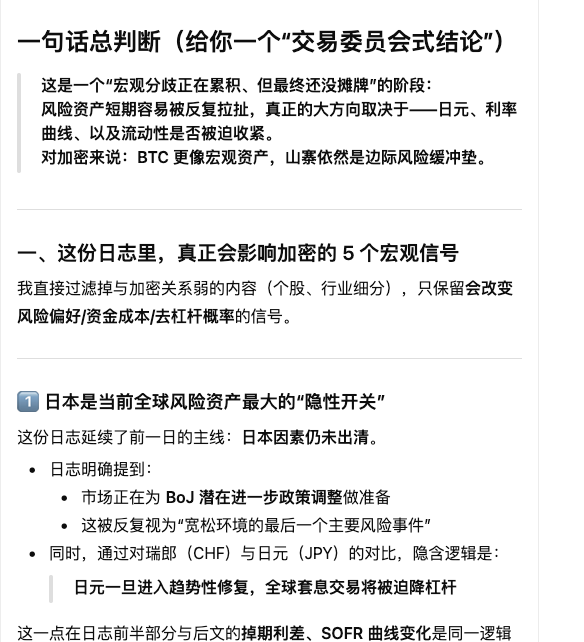 一句话总判断（给你一个“交易委员会式结论”）
这是一个“宏观分歧正在累积、但最终还没摊牌”的阶段：
风险资产短期容易被反复拉扯，真正的大方向取决于——日元、利率
曲线、以及流动性是否被迫收紧。
对加密来说：BTC 更像宏观资产，山寨依然是边际风险缓冲垫。
一、这份日志里，真正会影响加密的 5 个宏观信号
我直接过滤掉与加密关系弱的内容（个股、行业细分），只保留会改变
风险偏好/资金成本/去杠杆概率的信号。
1 日本是当前全球风险资产最大的“隐性开关”
这份日志延续了前一日的主线：日本因素仍未出清。
• 日志明确提到：
• 市场正在为 BoJ 潜在进一步政策调整做准备
• 这被反复视为“宽松环境的最后一个主要风险事件”
• 同时，通过对瑞郎（CHF）与日元（JPY）的对比，隐含逻辑是：
日元一旦进入趋势性修复，全球套息交易将被迫降杠杆
这一点在日志前半部分与后文的掉期利差、SOFR 曲线变化是同一逻辑